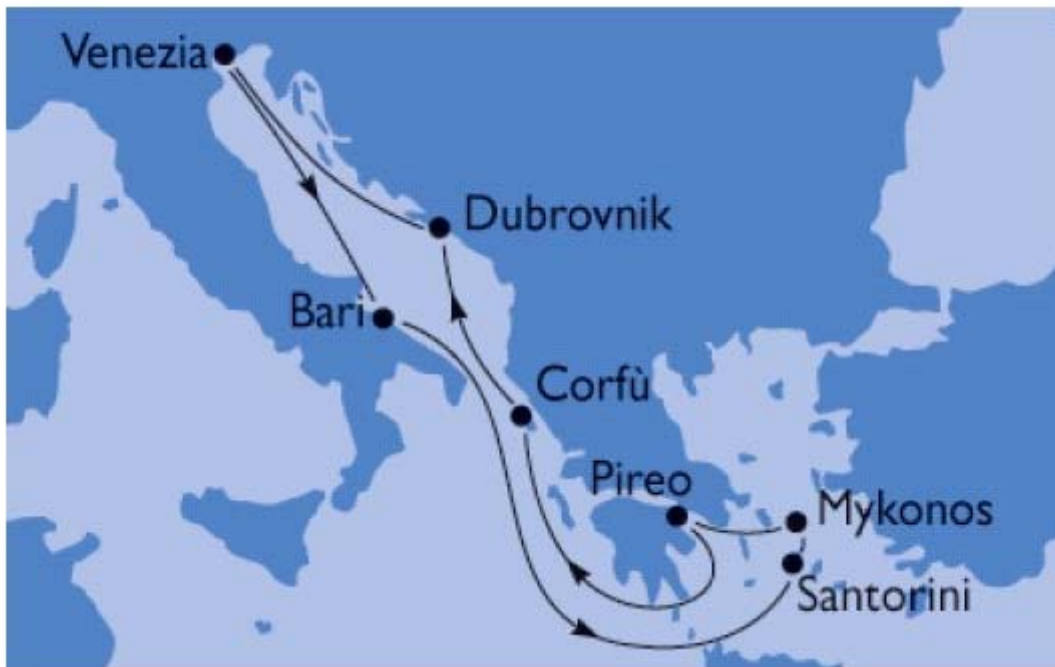 Venezia
Dubrovnik
Bari
Corfù
Pireo
Mykonos
Santorini